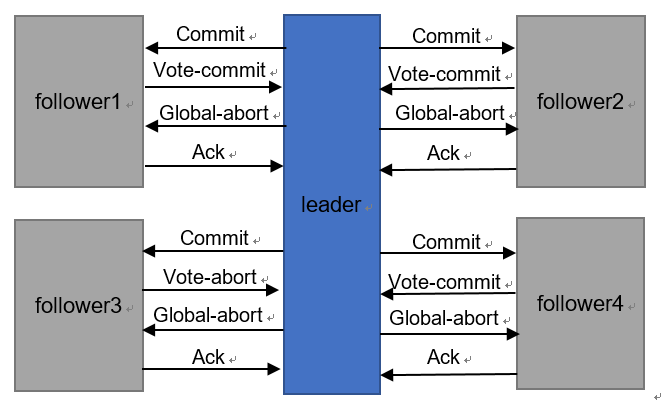 Commit
Vote-commit
follower1
Global-abort
Ack
Commit
Vote-commit
follower2
Global-abort
Ack
leader
Commit
Vote-abort
follower3
Global-abort
Ack
Commit
Vote-commit
follower4
Global-abort
Ack